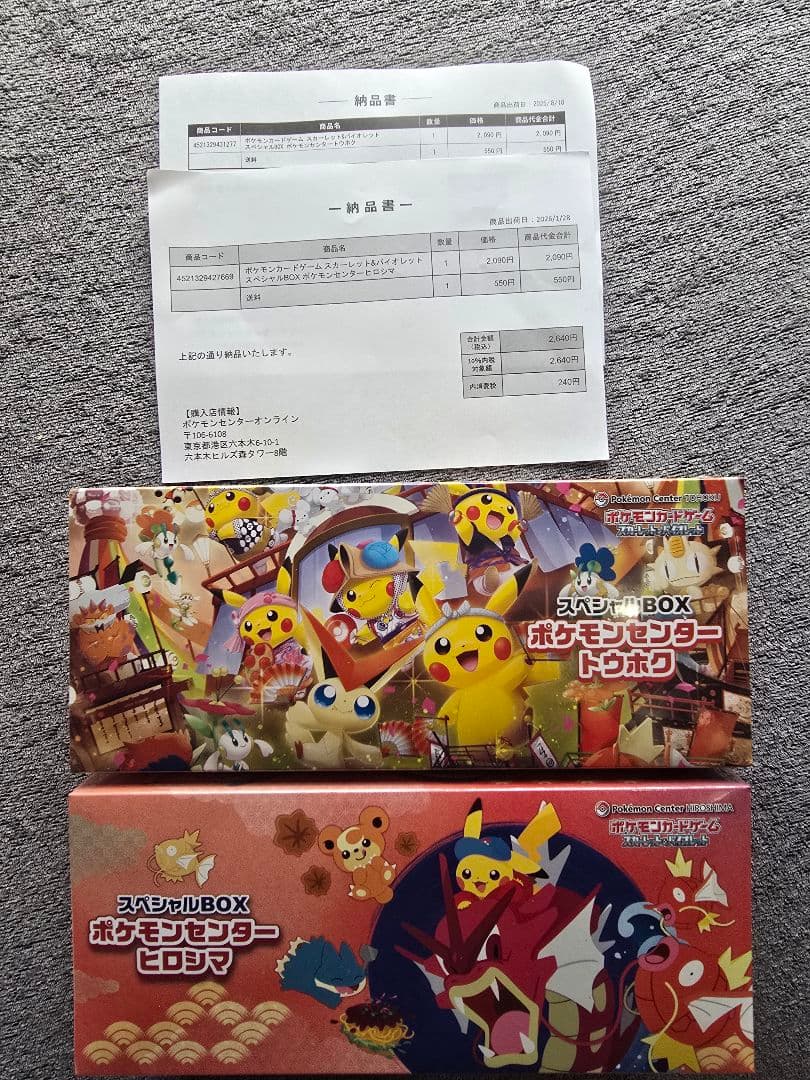 納品書
商品出荷日：2025/8/18
商品コード 商品名 数量 価格 商品代金合計
4521329431277 ポケモンカードゲーム スカーレット&バイオレット 1 2,090円 2,090円
スペシャルBOX ポケモンセンタートウホク
送料 1 550円 550円
－納品書－
商品出荷日：2025/1/28
商品コード 商品名 数量 価格 商品代金合計
4521329427669 ポケモンカードゲーム スカーレット&バイオレット 1 2,090円 2,090円
スペシャルBOX ポケモンセンターヒロシマ
送料 1 550円 550円
合計金額
(税込) 2,640円
10%内税
対象額 2,640円
内消費税 240円
上記の通り納品いたします。
【購入店情報】
ポケモンセンターオンライン
〒106-6108
東京都港区六本木6-10-1
六本木ヒルズ森タワー8階
Pokémon Center TOHOKU
ポケモンカードゲーム
スカーレット&バイオレット
スペシャルBOX
ポケモンセンター
トウホク
Pokémon Center HIROSHIMA
ポケモンカードゲーム
スカーレット&バイオレット
スペシャルBOX
ポケモンセンター
ヒロシマ